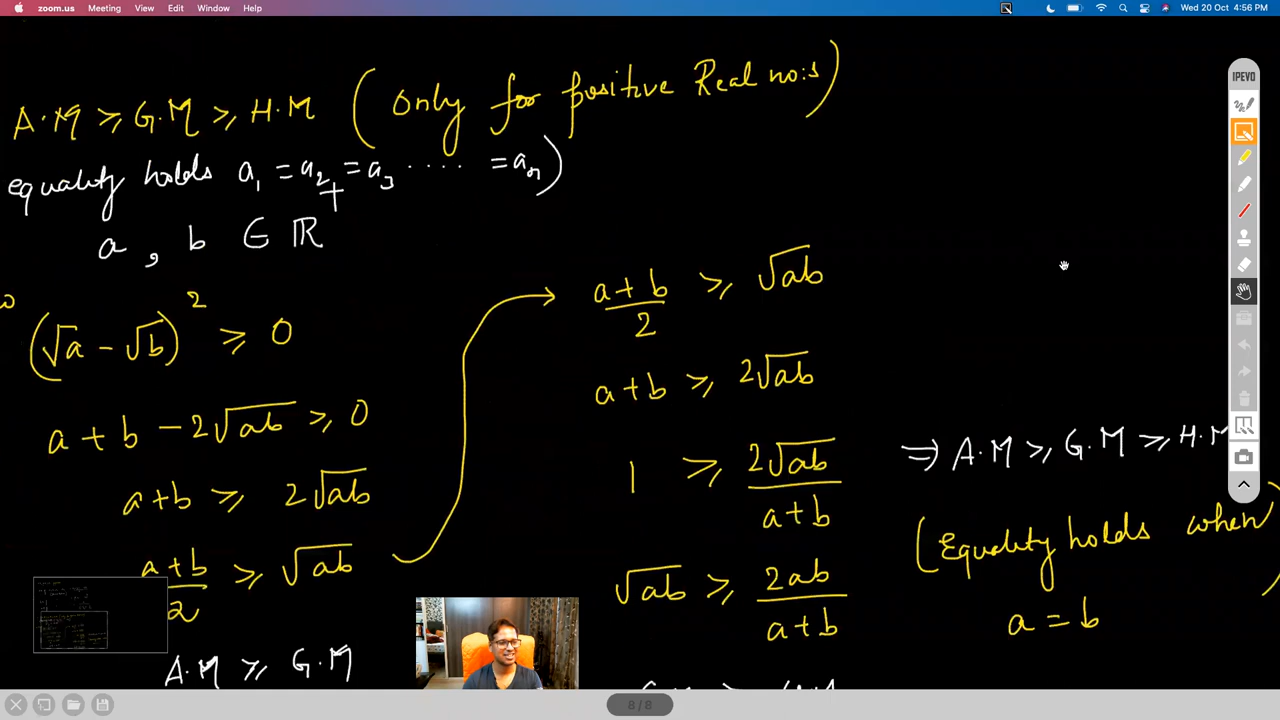 zoom.us Meeting View Edit Window Help Wed 20 Oct 4:56 PM
IPEVO
A.M ⩾ G.M ⩾ H.M (Only for positive Real no:s)
equality holds a₁ = a₂ = a₃ .... = aₙ)
a, b ∈ ℝ⁺
(√a - √b)² ⩾ 0
a + b - 2√ab ⩾ 0
a+b ⩾ 2√ab
a+b/2 ⩾ √ab
A.M ⩾ G.M
a+b/2 ⩾ √ab
a+b ⩾ 2√ab
1 ⩾ 2√ab/a+b
√ab ⩾ 2ab/a+b
⇒ A.M ⩾ G.M ⩾ H.M
(Equality holds when
a = b)
8 / 8